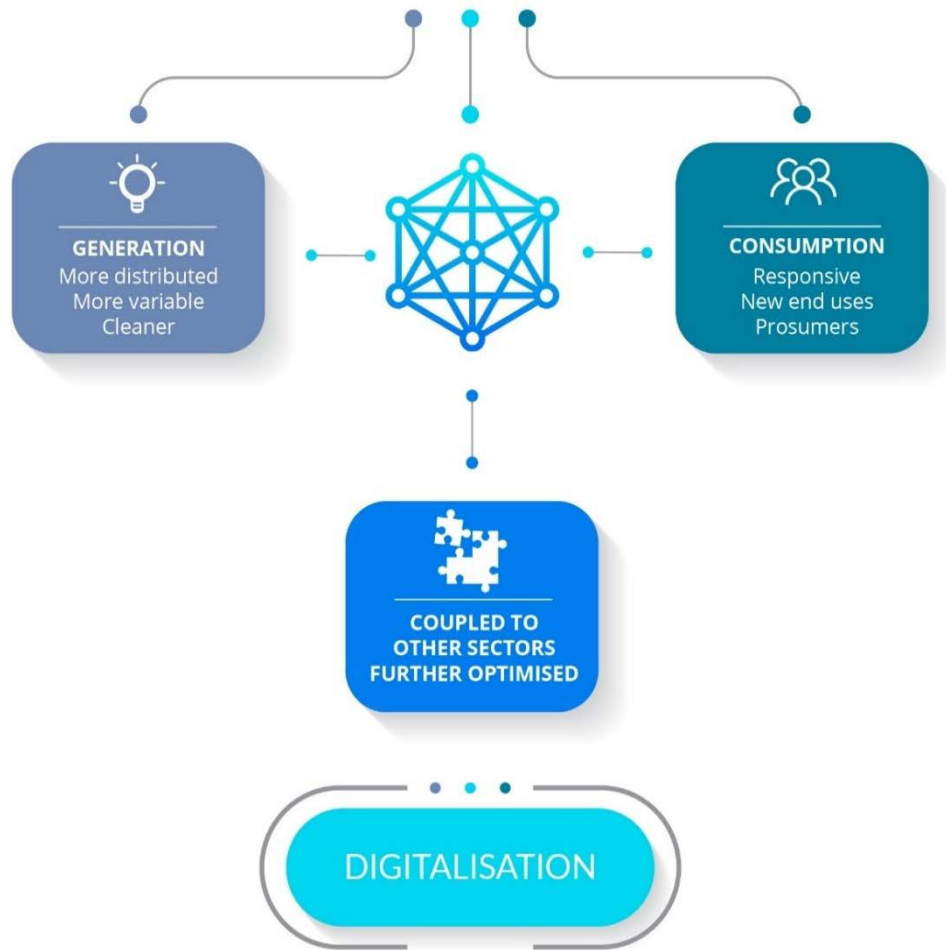 GENERATION
More distributed
More variable
Cleaner
CONSUMPTION
Responsive
New end uses
Prosumers
COUPLED TO
OTHER SECTORS
FURTHER OPTIMISED
DIGITALISATION